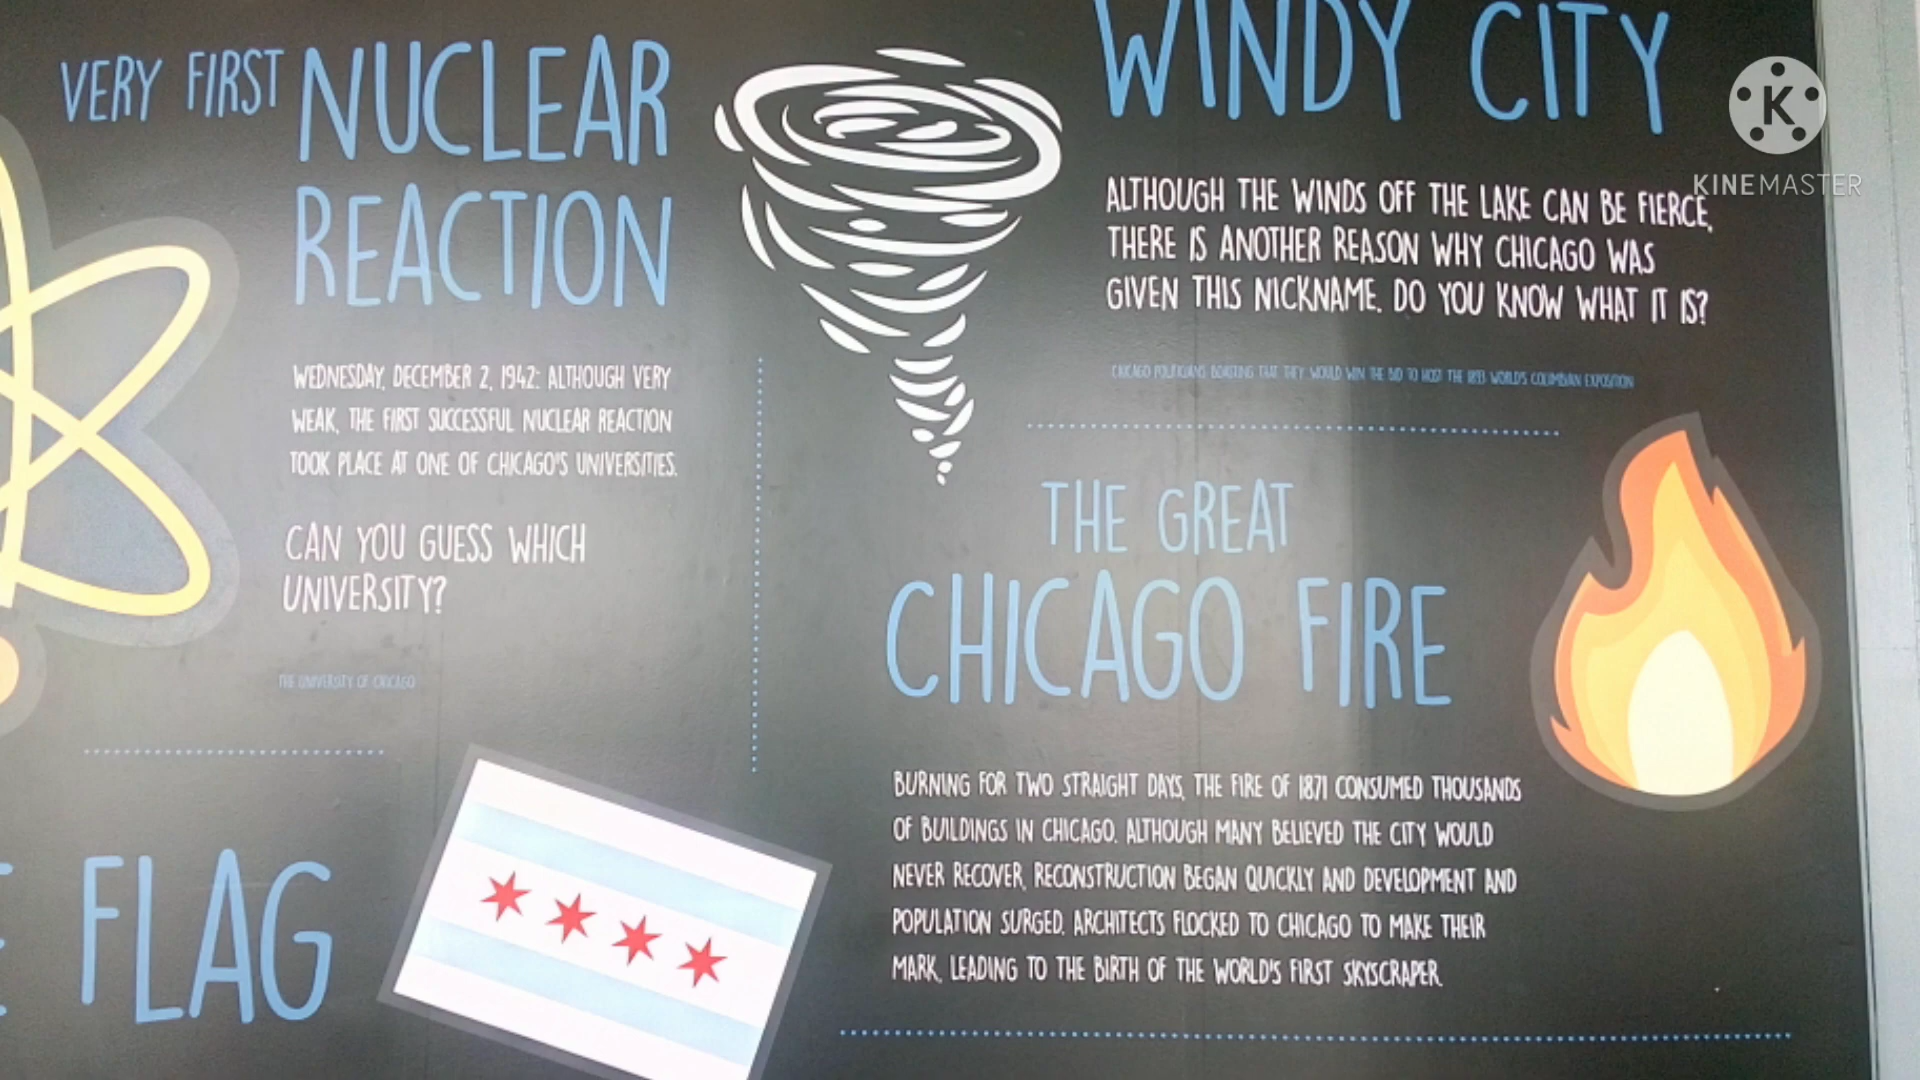 VERY FIRST NUCLEAR
REACTION
WEDNESDAY, DECEMBER 2, 1942: ALTHOUGH VERY
WEAK, THE FIRST SUCCESSFUL NUCLEAR REACTION
TOOK PLACE AT ONE OF CHICAGO'S UNIVERSITIES.
CAN YOU GUESS WHICH
UNIVERSITY?
THE UNIVERSITY OF CHICAGO
FLAG
WINDY CITY
ALTHOUGH THE WINDS OFF THE LAKE CAN BE FIERCE,
THERE IS ANOTHER REASON WHY CHICAGO WAS
GIVEN THIS NICKNAME. DO YOU KNOW WHAT IT IS?
CHICAGO POLITICIANS BOASTING THAT THEY WOULD WIN THE BID TO HOST THE 1893 WORLD'S COLUMBIAN EXPOSITION
THE GREAT
CHICAGO FIRE
BURNING FOR TWO STRAIGHT DAYS, THE FIRE OF 1871 CONSUMED THOUSANDS
OF BUILDINGS IN CHICAGO. ALTHOUGH MANY BELIEVED THE CITY WOULD
NEVER RECOVER, RECONSTRUCTION BEGAN QUICKLY AND DEVELOPMENT AND
POPULATION SURGED. ARCHITECTS FLOCKED TO CHICAGO TO MAKE THEIR
MARK, LEADING TO THE BIRTH OF THE WORLD'S FIRST SKYSCRAPER.
K
KINEMASTER